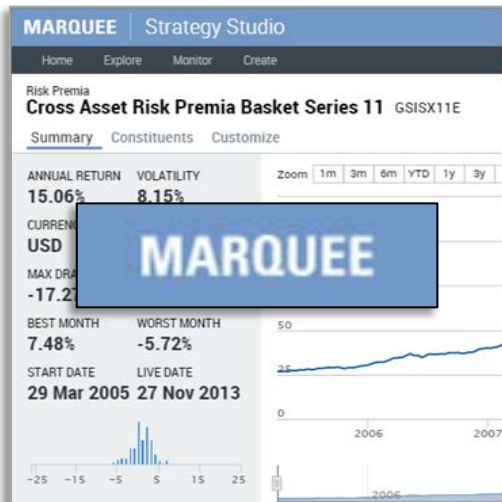 MARQUEE Strategy Studio
Home Explore Monitor Create
Risk Premia
Cross Asset Risk Premia Basket Series 11 GSISX11E
Summary Constituents Customize
ANNUAL RETURN VOLATILITY Zoom 1m 3m 6m YTD 1y 3y
15.06% 8.15%
USD
MARQUEE
BEST MONTH WORST MONTH 50
7.48% -5.72%
START DATE LIVE DATE 25
29 Mar 2005 27 Nov 2013
0
2006 2007
-25 -15 -5 5 15 25
2006